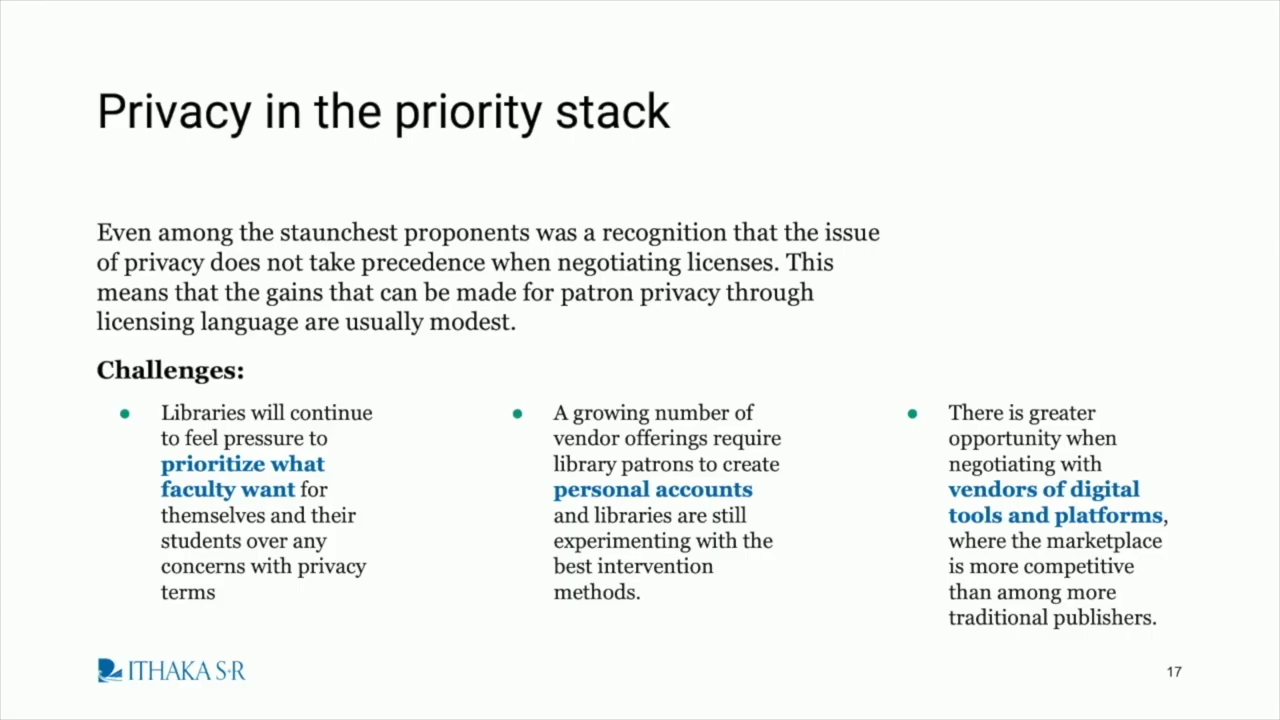 Privacy in the priority stack
Even among the staunchest proponents was a recognition that the issue
of privacy does not take precedence when negotiating licenses. This
means that the gains that can be made for patron privacy through
licensing language are usually modest.
Challenges:
• Libraries will continue
to feel pressure to
prioritize what
faculty want for
themselves and their
students over any
concerns with privacy
terms
• A growing number of
vendor offerings require
library patrons to create
personal accounts
and libraries are still
experimenting with the
best intervention
methods.
• There is greater
opportunity when
negotiating with
vendors of digital
tools and platforms,
where the marketplace
is more competitive
than among more
traditional publishers.
ITHAKA S·R
17